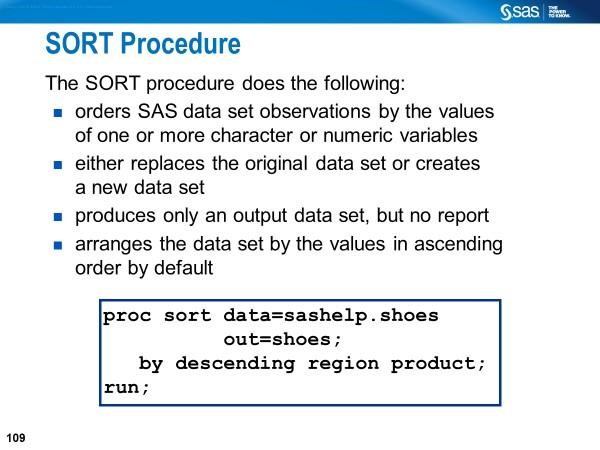 sas THE POWER TO KNOW.
SORT Procedure
The SORT procedure does the following:
orders SAS data set observations by the values
of one or more character or numeric variables
either replaces the original data set or creates
a new data set
produces only an output data set, but no report
arranges the data set by the values in ascending
order by default
proc sort data=sashelp.shoes
out=shoes;
by descending region product;
run;
109